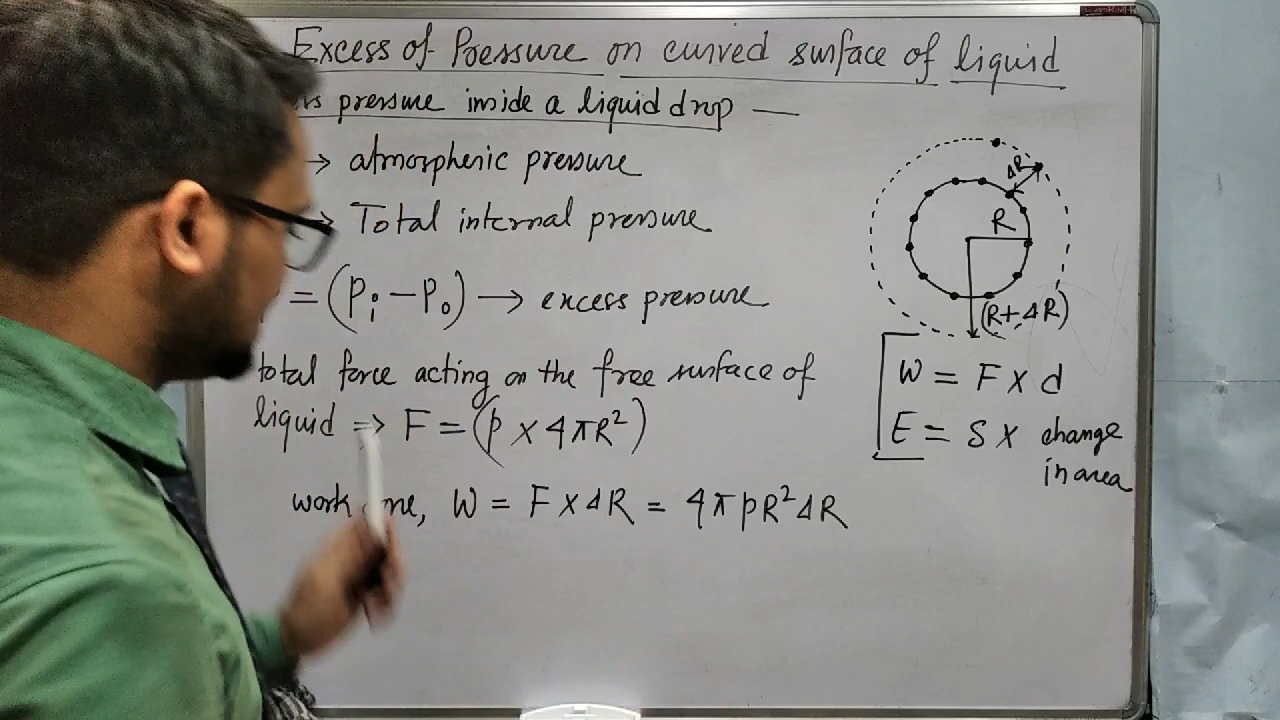 Excess of Pressure on curved surface of liquid
pressure inside a liquid drop —
→ atmospheric pressure
→ Total internal pressure
= (Pi − P₀) → excess pressure
total force acting on the free surface of
liquid ⇒ F = (p × 4πR²)
work W = F × ΔR = 4πpR²ΔR
ΔR
R
(R + ΔR)
W = F × d
E = S × change
in area